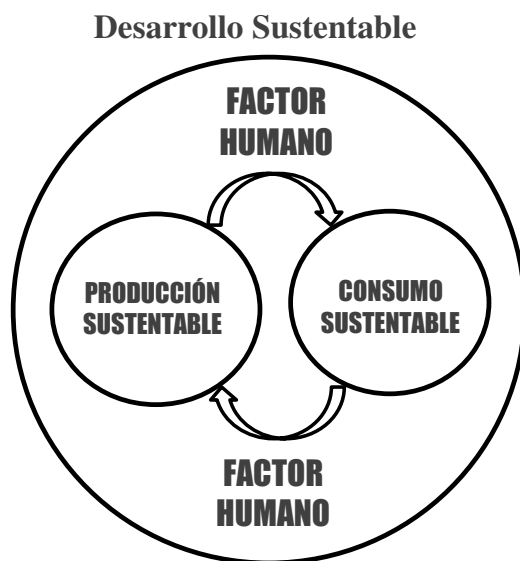 Desarrollo Sustentable
FACTOR
HUMANO
PRODUCCIÓN
SUSTENTABLE
CONSUMO
SUSTENTABLE
FACTOR
HUMANO